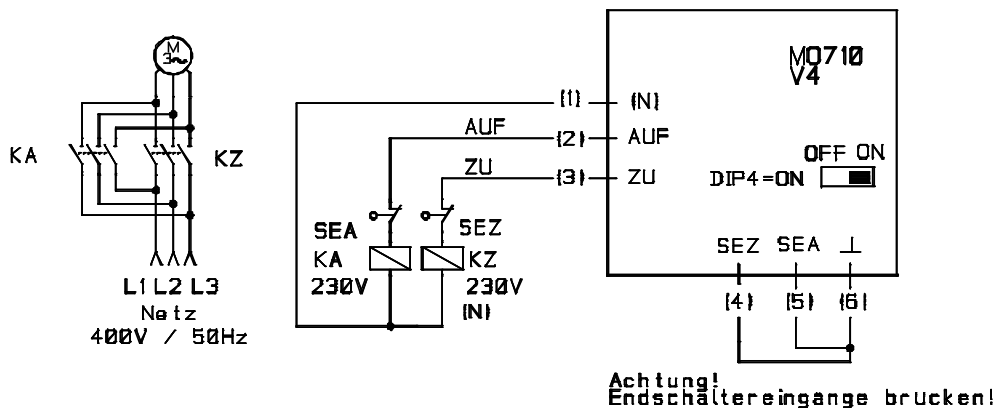 M
3~
KA
KZ
L1 L2 L3
Netz
400V / 50Hz
AUF
ZU
SEA
KA
230V
SEZ
KZ
230V
(N)
(1)
(2)
(3)
(N)
AUF
ZU
MO710
V4
OFF ON
DIP4=ON
SEZ SEA ⊥
(4) (5) (6)
Achtung!
Endschaltereingange brucken!